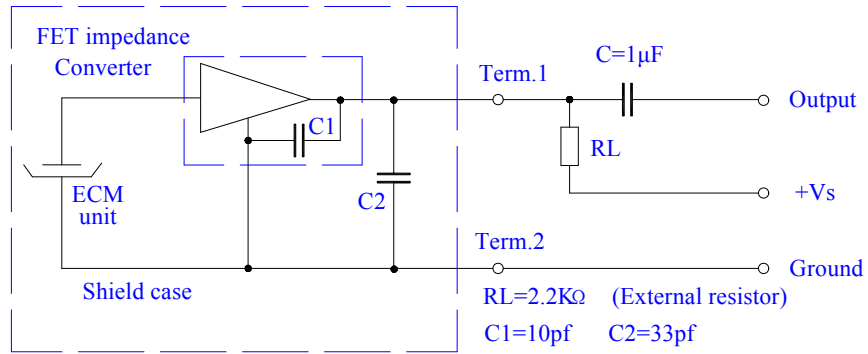 FET impedance
Converter
Term.1
C=1μF
Output
C1
RL
ECM
unit
C2
+Vs
Term.2
Ground
Shield case
RL=2.2KΩ (External resistor)
C1=10pf C2=33pf